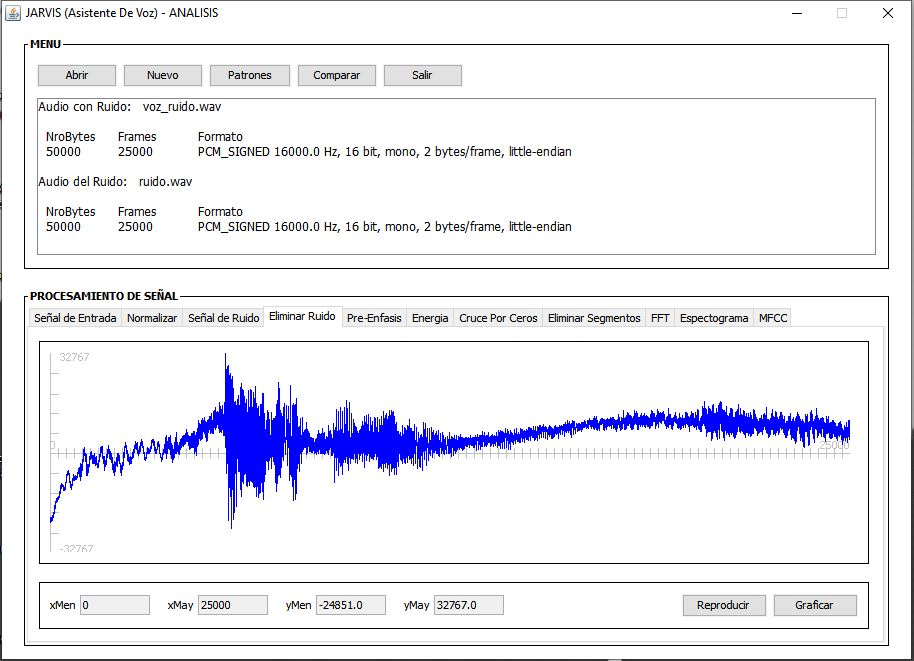 JARVIS (Asistente De Voz) - ANALISIS
MENU
Abrir Nuevo Patrones Comparar Salir
Audio con Ruido: voz_ruido.wav
NroBytes Frames Formato
50000 25000 PCM_SIGNED 16000.0 Hz, 16 bit, mono, 2 bytes/frame, little-endian
Audio del Ruido: ruido.wav
NroBytes Frames Formato
50000 25000 PCM_SIGNED 16000.0 Hz, 16 bit, mono, 2 bytes/frame, little-endian
PROCESAMIENTO DE SEÑAL
Señal de Entrada Normalizar Señal de Ruido Eliminar Ruido Pre-Enfasis Energia Cruce Por Ceros Eliminar Segmentos FFT Espectograma MFCC
32767
0
25000
-32767
xMen 0 xMay 25000 yMen -24851.0 yMay 32767.0 Reproducir Graficar